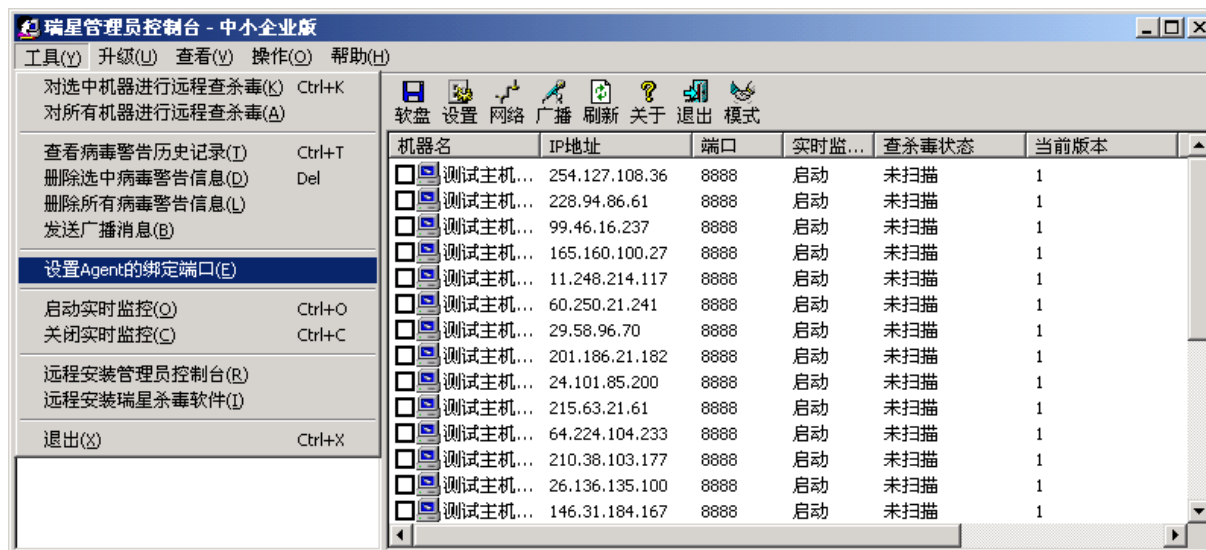 瑞星管理员控制台 - 中小企业版
工具(Y) 升级(U) 查看(V) 操作(O) 帮助(H)
对选中机器进行远程查杀毒(K) Ctrl+K
对所有机器进行远程查杀毒(A)
查看病毒警告历史记录(T) Ctrl+T
删除选中病毒警告信息(D) Del
删除所有病毒警告信息(L)
发送广播消息(B)
设置Agent的绑定端口(E)
启动实时监控(O) Ctrl+O
关闭实时监控(C) Ctrl+C
远程安装管理员控制台(R)
远程安装瑞星杀毒软件(I)
退出(X) Ctrl+X
软盘 设置 网络 广播 刷新 关于 退出 模式
机器名 IP地址 端口 实时监... 查杀毒状态 当前版本
测试主机... 254.127.108.36 8888 启动 未扫描 1
测试主机... 228.94.86.61 8888 启动 未扫描 1
测试主机... 99.46.16.237 8888 启动 未扫描 1
测试主机... 165.160.100.27 8888 启动 未扫描 1
测试主机... 11.248.214.117 8888 启动 未扫描 1
测试主机... 60.250.21.241 8888 启动 未扫描 1
测试主机... 29.58.96.70 8888 启动 未扫描 1
测试主机... 201.186.21.182 8888 启动 未扫描 1
测试主机... 24.101.85.200 8888 启动 未扫描 1
测试主机... 215.63.21.61 8888 启动 未扫描 1
测试主机... 64.224.104.233 8888 启动 未扫描 1
测试主机... 210.38.103.177 8888 启动 未扫描 1
测试主机... 26.136.135.100 8888 启动 未扫描 1
测试主机... 146.31.184.167 8888 启动 未扫描 1